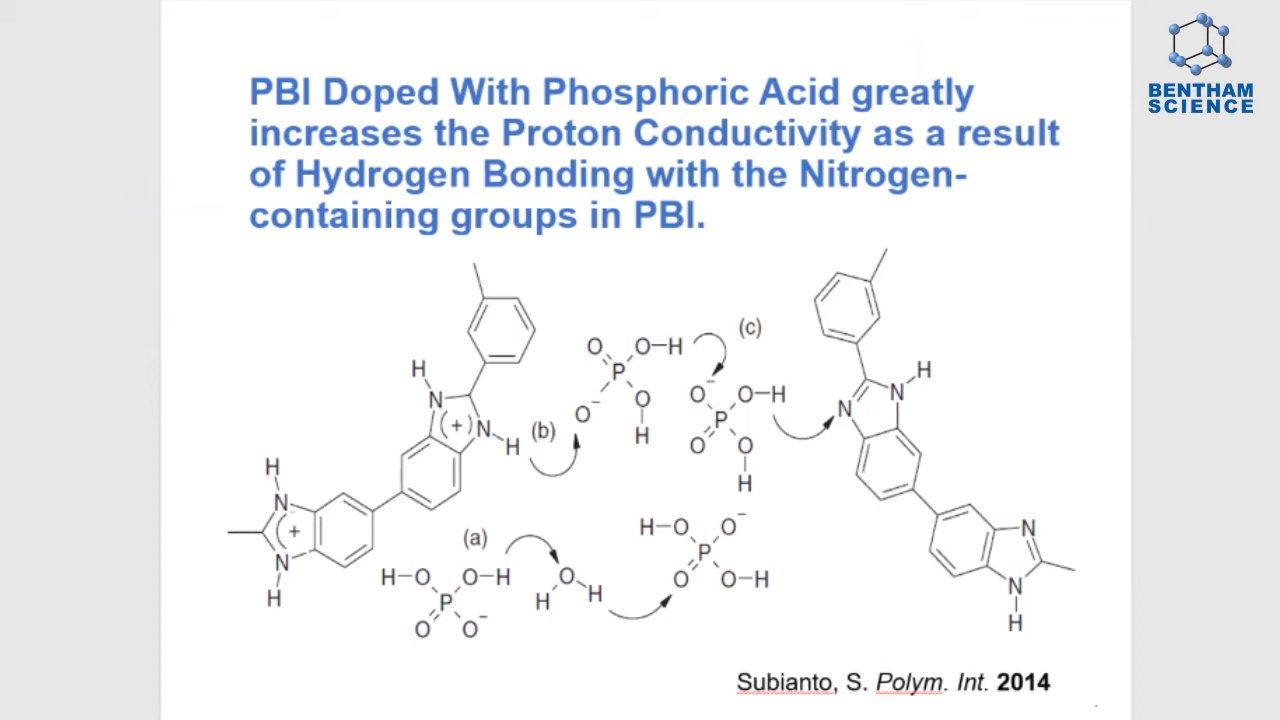 BENTHAM
SCIENCE
PBI Doped With Phosphoric Acid greatly
increases the Proton Conductivity as a result
of Hydrogen Bonding with the Nitrogen-
containing groups in PBI.
(c)
O
O–H
P
O⁻
O
H
O⁻
O–H
P
O
O
H
H
N
(+)
N
H
(b)
H
N
(+)
N
H
N
N
H
N
N
H
(a)
H–O
O–H
P
O
O⁻
O
H
H
H–O
O⁻
P
O
O–H
Subianto, S. Polym. Int. 2014